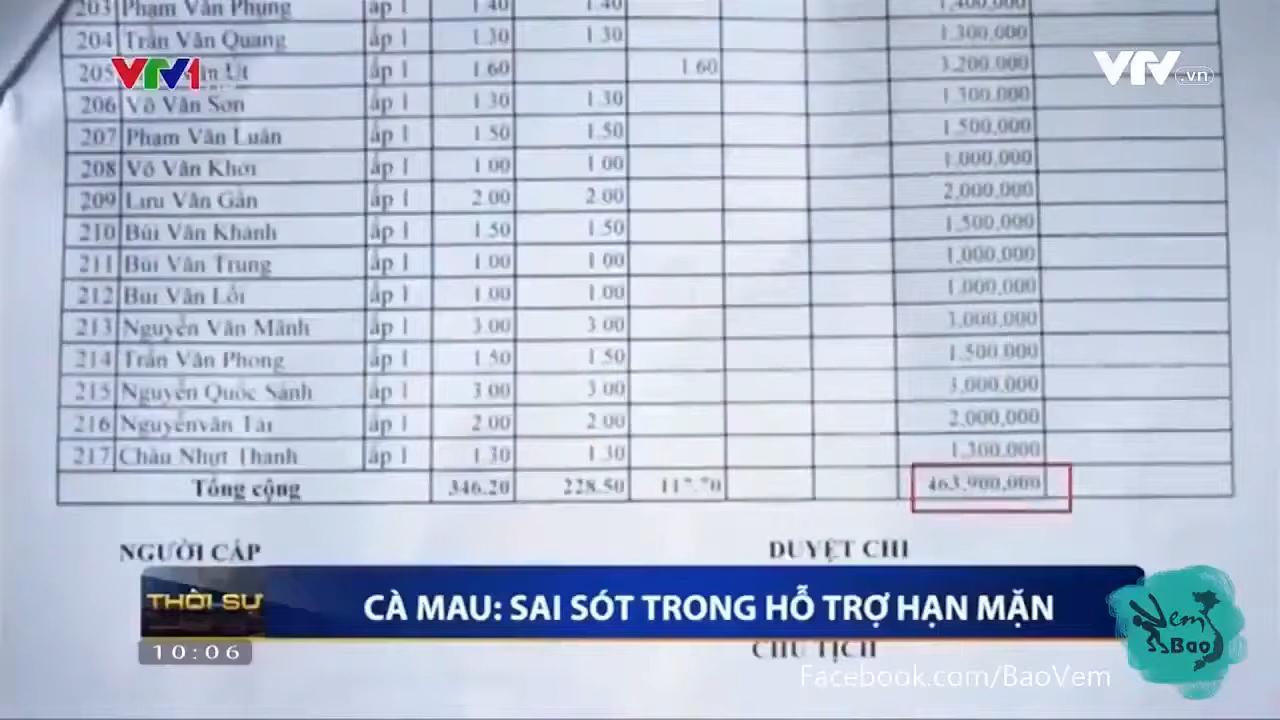 203 Phạm Văn Phụng ấp 1 1.40 1.40 1,400,000
204 Trần Văn Quang ấp 1 1.30 1.30 1,300,000
205 Út ấp 1 1.60 1.60 3,200,000
206 Võ Văn Sơn ấp 1 1.30 1.30 1,300,000
207 Phạm Văn Luân ấp 1 1.50 1.50 1,500,000
208 Võ Văn Khơi ấp 1 1.00 1.00 1,000,000
209 Lưu Văn Gần ấp 1 2.00 2.00 2,000,000
210 Bùi Văn Khanh ấp 1 1.50 1.50 1,500,000
211 Bùi Văn Trung ấp 1 1.00 1.00 1,000,000
212 Bùi Văn Lối ấp 1 1.00 1.00 1,000,000
213 Nguyễn Văn Mãnh ấp 1 3.00 3.00 3,000,000
214 Trần Văn Phong ấp 1 1.50 1.50 1,500,000
215 Nguyễn Quốc Sánh ấp 1 3.00 3.00 3,000,000
216 Nguyễnvăn Tài ấp 1 2.00 2.00 2,000,000
217 Châu Nhựt Thanh ấp 1 1.30 1.30 1,300,000
Tổng cộng 346.20 228.50 117.70 463,900,000
VTV1
VTV.vn
NGƯỜI CẤP DUYỆT CHI
THỜI SỰ
CÀ MAU: SAI SÓT TRONG HỖ TRỢ HẠN MẶN
10:06
CHỦ TỊCH
Vem Bao
Facebook.com/BaoVem